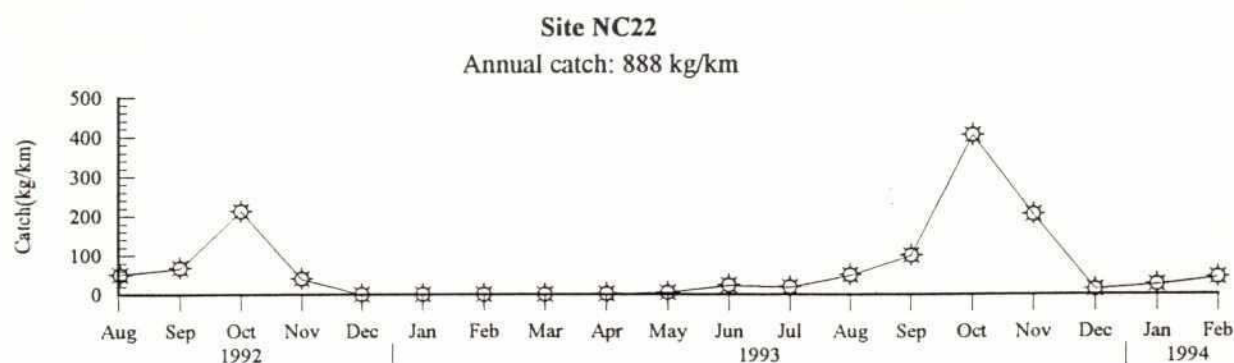 Site NC22
Annual catch: 888 kg/km
Catch(kg/km)
500
400
300
200
100
0
Aug Sep Oct Nov Dec Jan Feb Mar Apr May Jun Jul Aug Sep Oct Nov Dec Jan Feb
1992 1993 1994